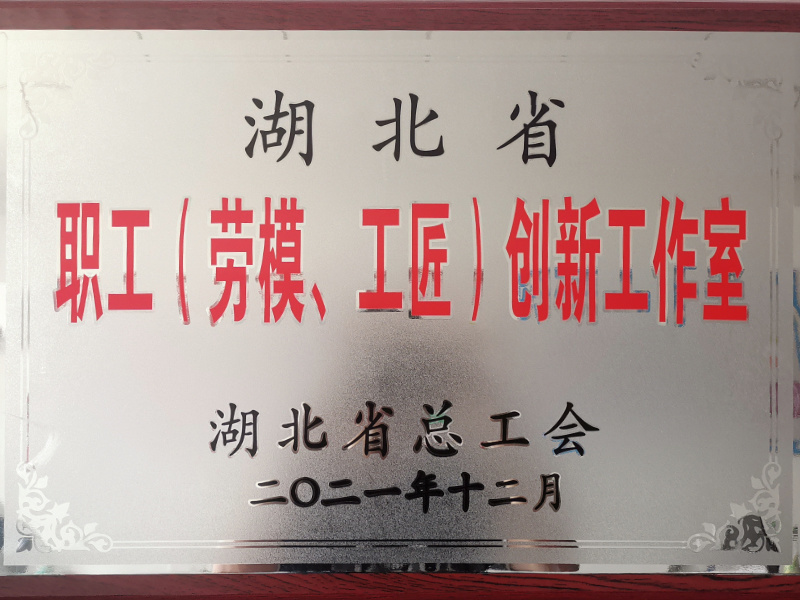 湖北省
职工（劳模、工匠）创新工作室
湖北省总工会
二〇二一年十二月